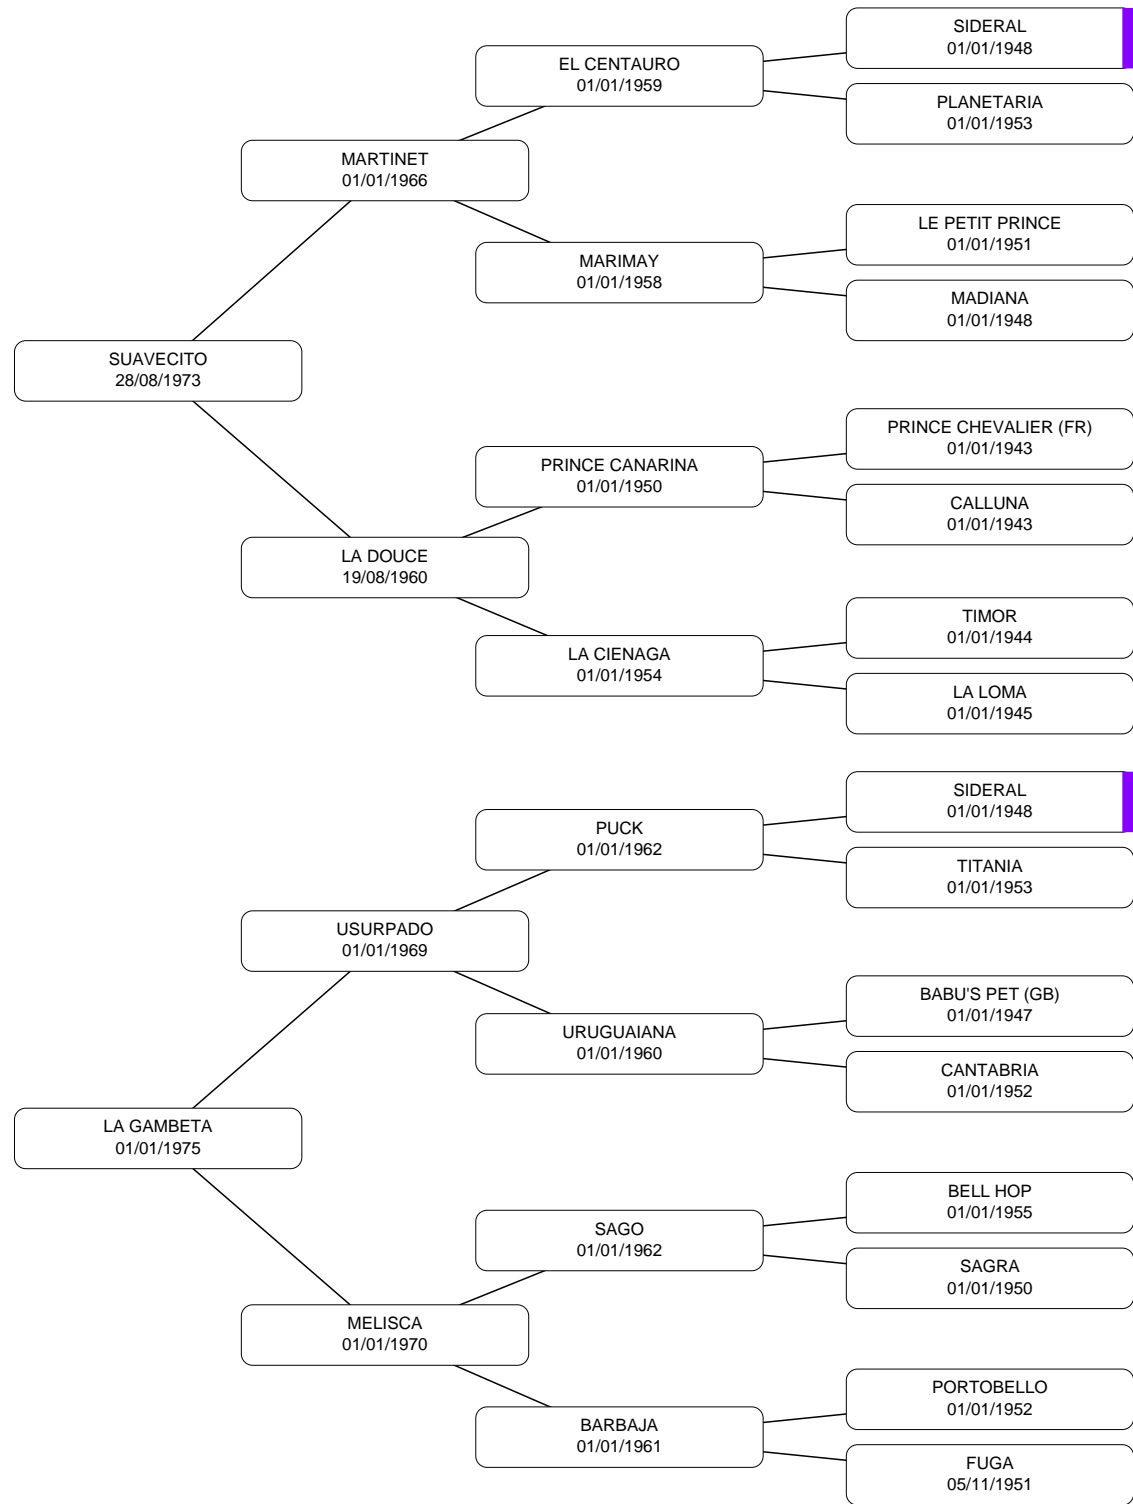 SIDERAL
01/01/1948
EL CENTAURO
01/01/1959
PLANETARIA
01/01/1953
MARTINET
01/01/1966
LE PETIT PRINCE
01/01/1951
MARIMAY
01/01/1958
MADIANA
01/01/1948
SUAVECITO
28/08/1973
PRINCE CHEVALIER (FR)
01/01/1943
PRINCE CANARINA
01/01/1950
CALLUNA
01/01/1943
LA DOUCE
19/08/1960
TIMOR
01/01/1944
LA CIENAGA
01/01/1954
LA LOMA
01/01/1945
SIDERAL
01/01/1948
PUCK
01/01/1962
TITANIA
01/01/1953
USURPADO
01/01/1969
BABU'S PET (GB)
01/01/1947
URUGUAIANA
01/01/1960
CANTABRIA
01/01/1952
LA GAMBETA
01/01/1975
BELL HOP
01/01/1955
SAGO
01/01/1962
SAGRA
01/01/1950
MELISCA
01/01/1970
PORTOBELLO
01/01/1952
BARBAJA
01/01/1961
FUGA
05/11/1951